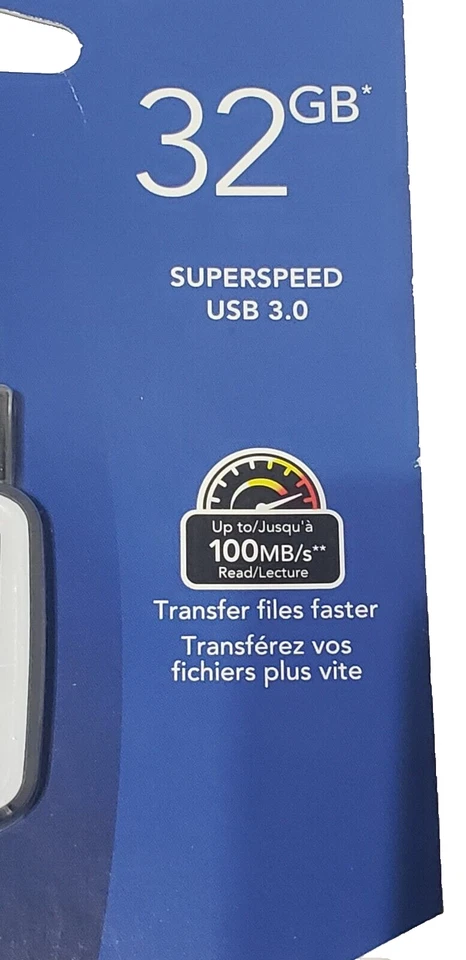 32GB*
SUPERSPEED
USB 3.0
Up to/Jusqu'à
100MB/s**
Read/Lecture
Transfer files faster
Transférez vos
fichiers plus vite